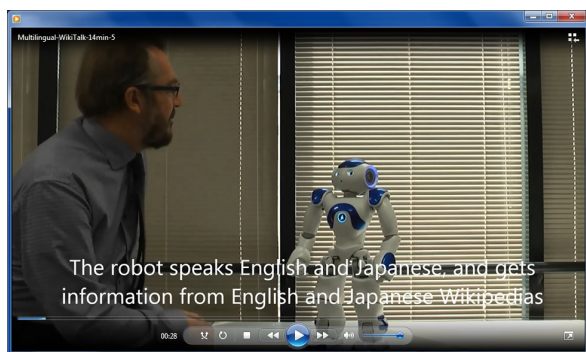 Multilingual-WikiTalk-14min-5
The robot speaks English and Japanese, and gets
information from English and Japanese Wikipedias
00:28